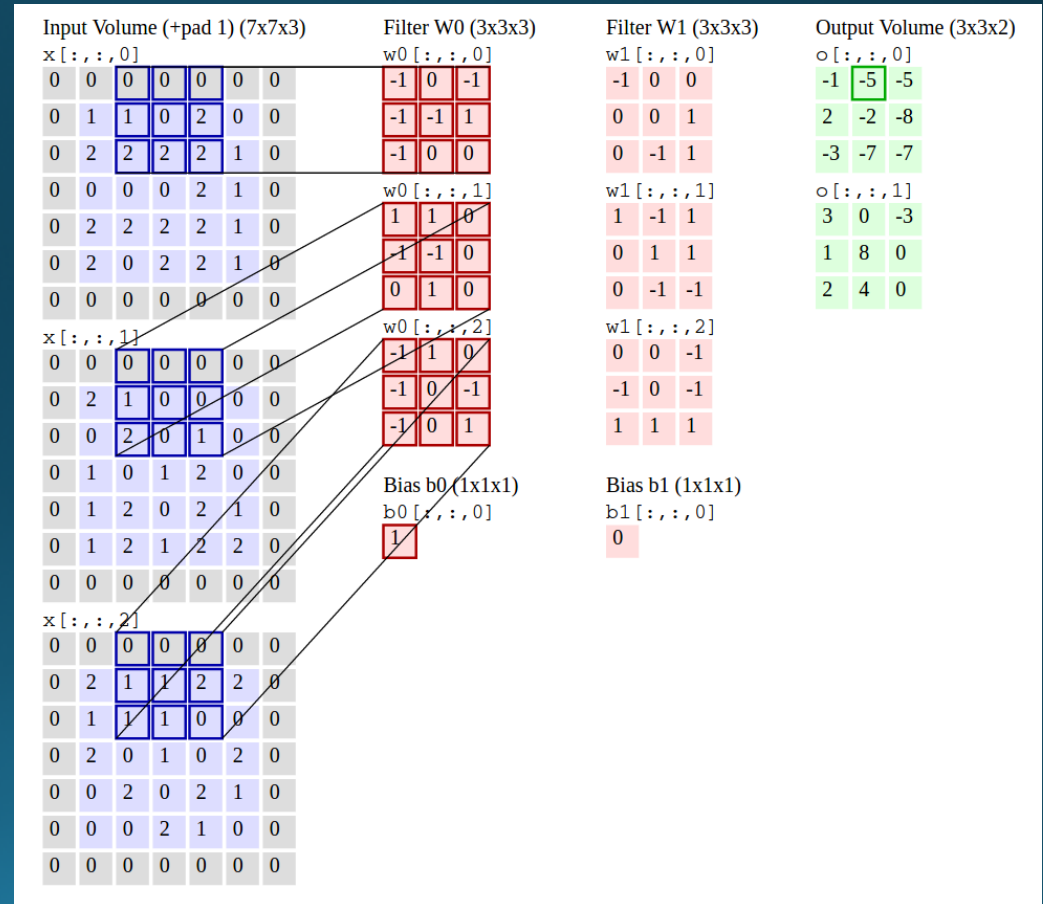 Input Volume (+pad 1) (7x7x3)
x[:,:,0]
0 0 0 0 0 0 0
0 1 1 0 2 0 0
0 2 2 2 2 1 0
0 0 0 0 2 1 0
0 2 2 2 2 1 0
0 2 0 2 2 1 0
0 0 0 0 0 0 0
x[:,:,1]
0 0 0 0 0 0 0
0 2 1 0 0 0 0
0 0 2 0 1 0 0
0 1 0 1 2 0 0
0 1 2 0 2 1 0
0 1 2 1 2 2 0
0 0 0 0 0 0 0
x[:,:,2]
0 0 0 0 0 0 0
0 2 1 1 2 2 0
0 1 1 1 0 0 0
0 2 0 1 0 2 0
0 0 2 0 2 1 0
0 0 0 2 1 0 0
0 0 0 0 0 0 0
Filter W0 (3x3x3)
w0[:,:,0]
-1 0 -1
-1 -1 1
-1 0 0
w0[:,:,1]
1 1 0
-1 -1 0
0 1 0
w0[:,:,2]
-1 1 0
-1 0 -1
-1 0 1
Bias b0 (1x1x1)
b0[:,:,0]
1
Filter W1 (3x3x3)
w1[:,:,0]
-1 0 0
0 0 1
0 -1 1
w1[:,:,1]
1 -1 1
0 1 1
0 -1 -1
w1[:,:,2]
0 0 -1
-1 0 -1
1 1 1
Bias b1 (1x1x1)
b1[:,:,0]
0
Output Volume (3x3x2)
o[:,:,0]
-1 -5 -5
2 -2 -8
-3 -7 -7
o[:,:,1]
3 0 -3
1 8 0
2 4 0